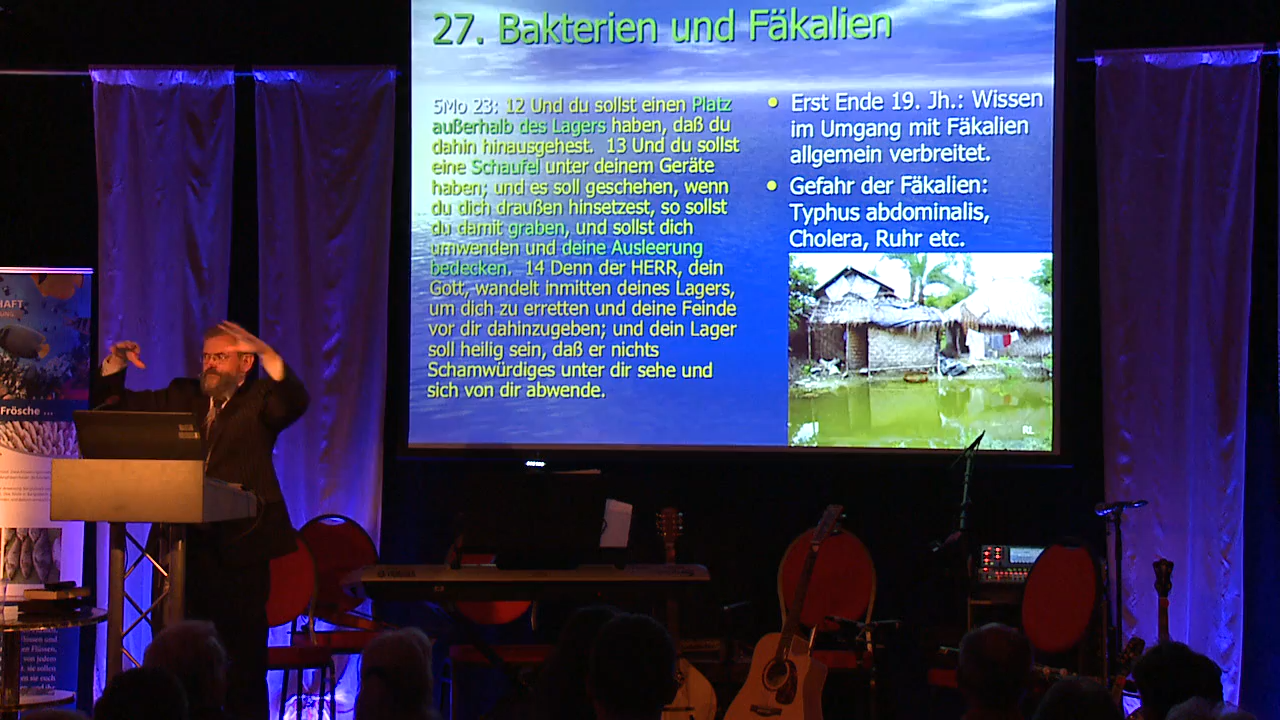 27. Bakterien und Fäkalien
5Mo 23: 12 Und du sollst einen Platz
außerhalb des Lagers haben, daß du
dahin hinausgehest. 13 Und du sollst
eine Schaufel unter deinem Geräte
haben; und es soll geschehen, wenn
du dich draußen hinsetzest, so sollst
du damit graben, und sollst dich
umwenden und deine Ausleerung
bedecken. 14 Denn der HERR, dein
Gott, wandelt inmitten deines Lagers,
um dich zu erretten und deine Feinde
vor dir dahinzugeben; und dein Lager
soll heilig sein, daß er nichts
Schamwürdiges unter dir sehe und
sich von dir abwende.
• Erst Ende 19. Jh.: Wissen
im Umgang mit Fäkalien
allgemein verbreitet.
• Gefahr der Fäkalien:
Typhus abdominalis,
Cholera, Ruhr etc.
RL
Frösche ...
YAMAHA